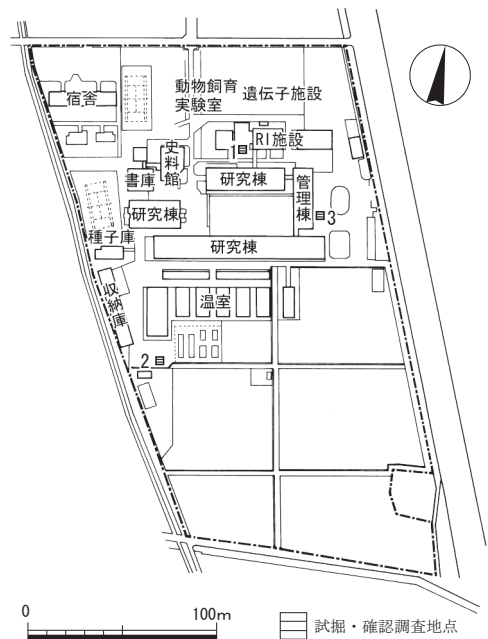 動物飼育
実験室
遺伝子施設
宿舎
RI施設
1
史料館
書庫
研究棟
管理棟
研究棟
3
種子庫
研究棟
収納庫
温室
2
0
100m
試掘・確認調査地点